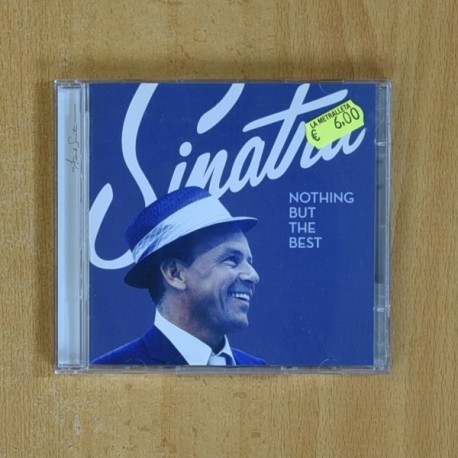 Sinatra
LA METRALLETA
€ 6,00
NOTHING
BUT
THE
BEST